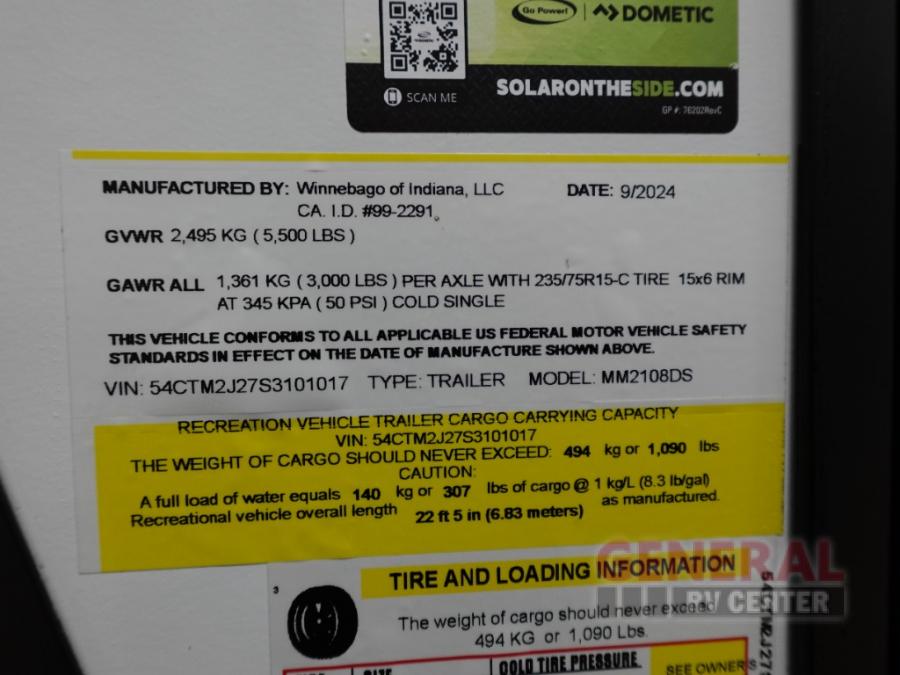 Go Power! DOMETIC
SCAN ME
SOLARONTHESIDE.COM
GP #: 76202RevC
MANUFACTURED BY: Winnebago of Indiana, LLC DATE: 9/2024
CA. I.D. #99-2291
GVWR 2,495 KG ( 5,500 LBS )
GAWR ALL 1,361 KG ( 3,000 LBS ) PER AXLE WITH 235/75R15-C TIRE 15x6 RIM
AT 345 KPA ( 50 PSI ) COLD SINGLE
THIS VEHICLE CONFORMS TO ALL APPLICABLE US FEDERAL MOTOR VEHICLE SAFETY
STANDARDS IN EFFECT ON THE DATE OF MANUFACTURE SHOWN ABOVE.
VIN: 54CTM2J27S3101017 TYPE: TRAILER MODEL: MM2108DS
RECREATION VEHICLE TRAILER CARGO CARRYING CAPACITY
VIN: 54CTM2J27S3101017
THE WEIGHT OF CARGO SHOULD NEVER EXCEED: 494 kg or 1,090 lbs
CAUTION:
A full load of water equals 140 kg or 307 lbs of cargo @ 1 kg/L (8.3 lb/gal)
Recreational vehicle overall length 22 ft 5 in (6.83 meters) as manufactured.
3
TIRE AND LOADING INFORMATION
The weight of cargo should never exceed
494 KG or 1,090 Lbs.
SIZE COLD TIRE PRESSURE SEE OWNER'S
GENERAL
RV CENTER